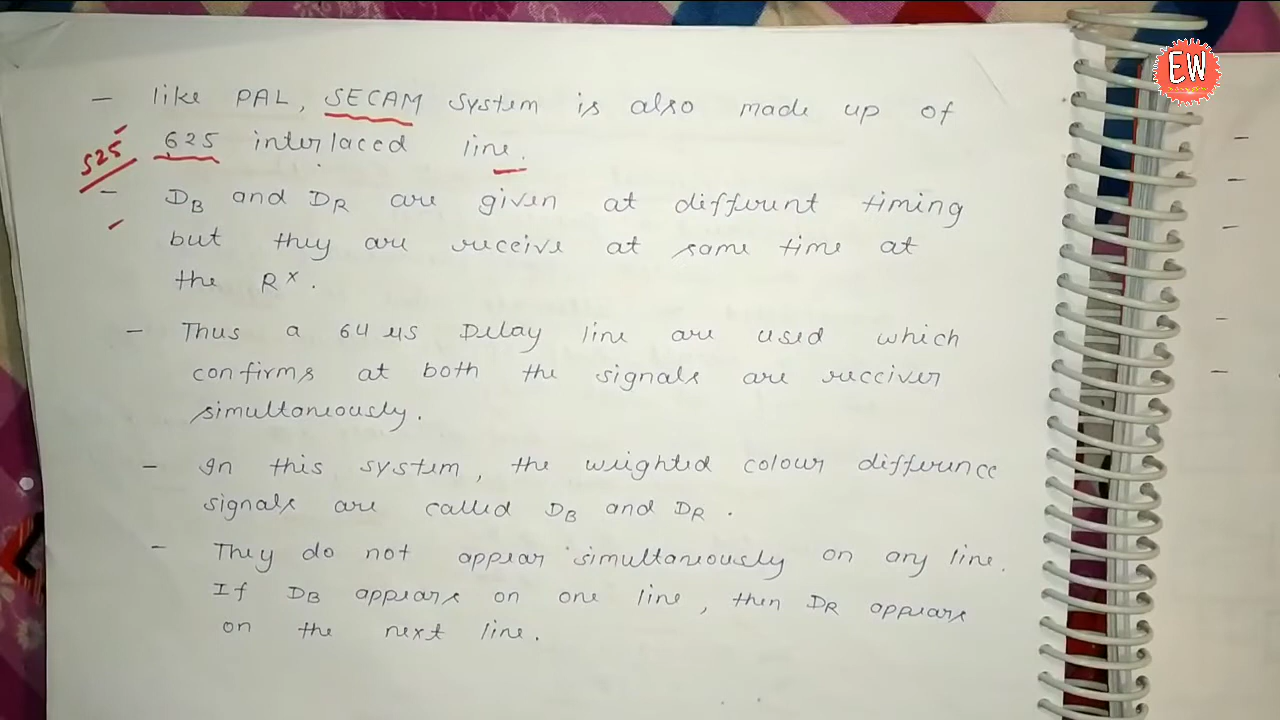 - like PAL, SECAM system is also made up of
525 625 interlaced line.
- DB and DR are given at different timing
but they are receive at same time at
the Rx.
- Thus a 64 µs Delay line are used which
confirms at both the signals are receiver
simultaneously.
- In this system, the weighted colour difference
signals are called DB and DR.
- They do not appear simultaneously on any line.
If DB appears on one line, then DR appears
on the next line.
EW